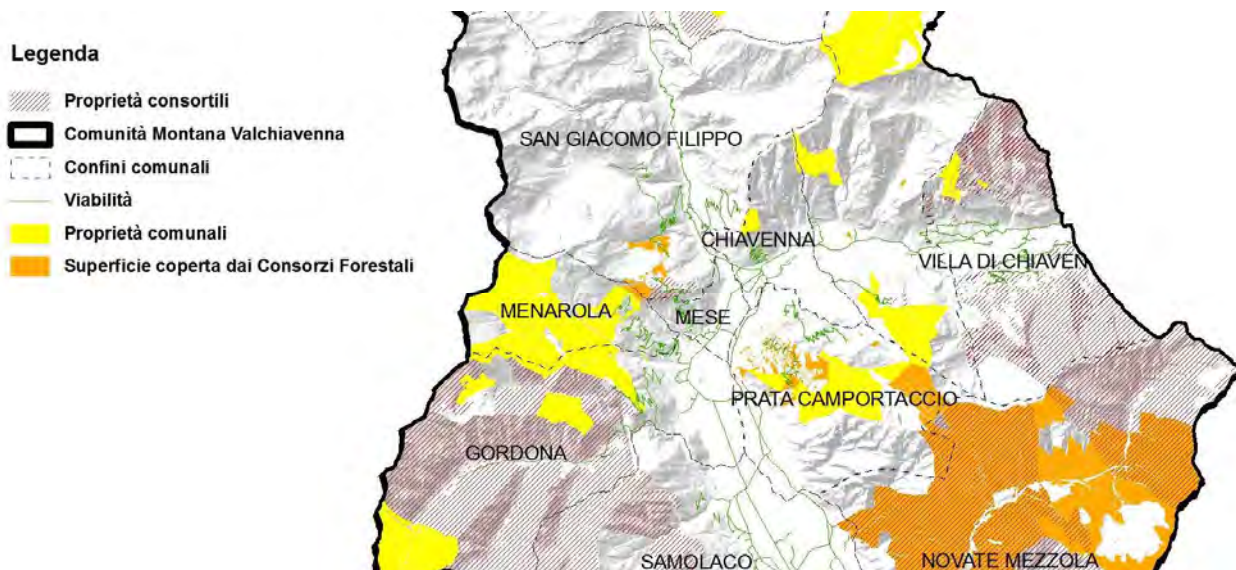 Legenda
Proprietà consortili
Comunità Montana Valchiavenna
Confini comunali
Viabilità
Proprietà comunali
Superficie coperta dai Consorzi Forestali
SAN GIACOMO FILIPPO
CHIAVENNA
VILLA DI CHIAVEN
MENAROLA
MESE
PRATA CAMPORTACCIO
GORDONA
SAMOLACO
NOVATE MEZZOLA